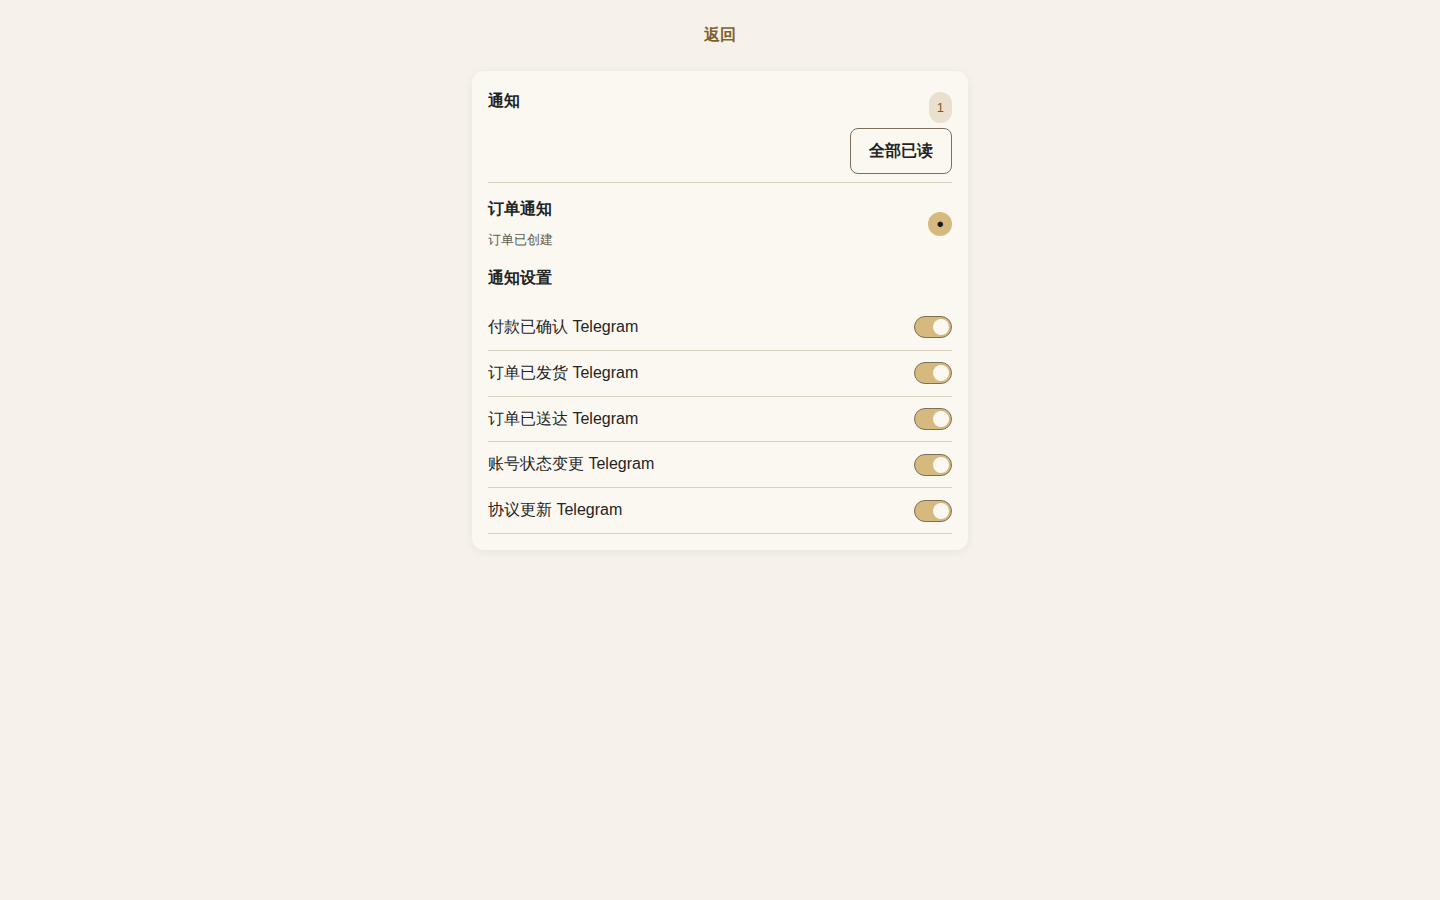 返回
通知
1
全部已读
订单通知
订单已创建
通知设置
付款已确认 Telegram
订单已发货 Telegram
订单已送达 Telegram
账号状态变更 Telegram
协议更新 Telegram